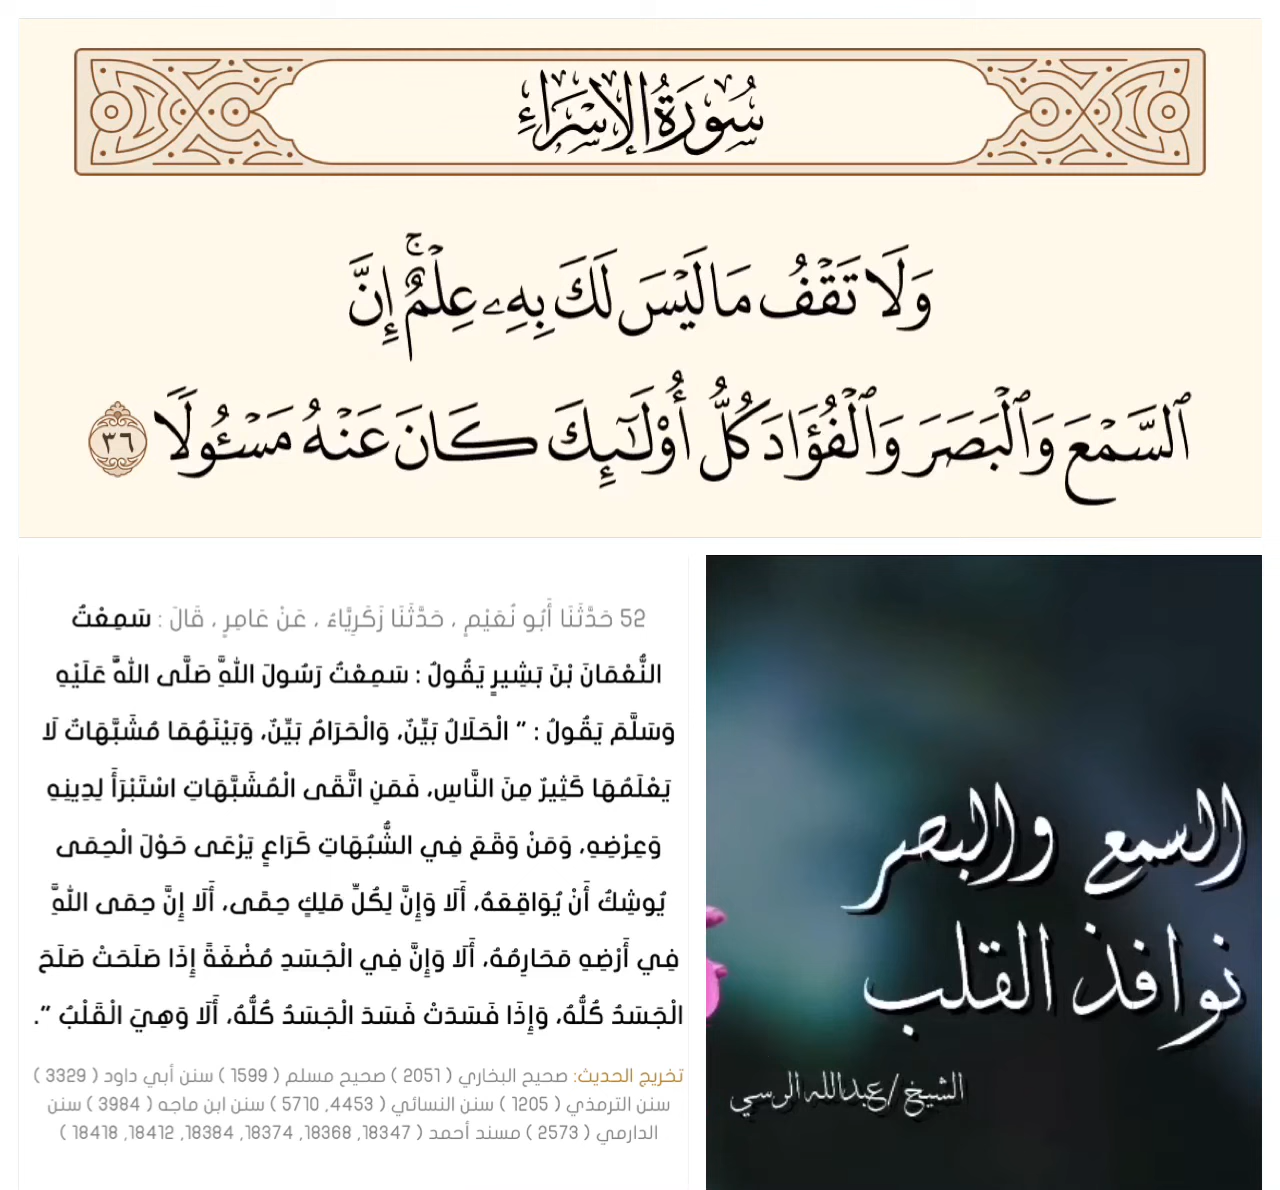 سُورَةُ الإِسْرَاءِ
وَلَا تَقْفُ مَا لَيْسَ لَكَ بِهِۦ عِلْمٌ ۚ إِنَّ
ٱلسَّمْعَ وَٱلْبَصَرَ وَٱلْفُؤَادَ كُلُّ أُوْلَٰٓئِكَ كَانَ عَنْهُ مَسْـُٔولًا ٣٦
52 حَدَّثَنَا أَبُو نُعَيْمٍ ، حَدَّثَنَا زَكَرِيَّاءُ ، عَنْ عَامِرٍ ، قَالَ : سَمِعْتُ
النُّعْمَانَ بْنَ بَشِيرٍ يَقُولُ : سَمِعْتُ رَسُولَ اللَّهِ صَلَّى اللَّهُ عَلَيْهِ
وَسَلَّمَ يَقُولُ : " الْحَلَالُ بَيِّنٌ، وَالْحَرَامُ بَيِّنٌ، وَبَيْنَهُمَا مُشَبَّهَاتٌ لَا
يَعْلَمُهَا كَثِيرٌ مِنَ النَّاسِ، فَمَنِ اتَّقَى الْمُشَبَّهَاتِ اسْتَبْرَأَ لِدِينِهِ
وَعِرْضِهِ، وَمَنْ وَقَعَ فِي الشُّبُهَاتِ كَرَاعٍ يَرْعَى حَوْلَ الْحِمَى
يُوشِكُ أَنْ يُوَاقِعَهُ، أَلَا وَإِنَّ لِكُلِّ مَلِكٍ حِمًى، أَلَا إِنَّ حِمَى اللَّهِ
فِي أَرْضِهِ مَحَارِمُهُ، أَلَا وَإِنَّ فِي الْجَسَدِ مُضْغَةً إِذَا صَلَحَتْ صَلَحَ
الْجَسَدُ كُلُّهُ، وَإِذَا فَسَدَتْ فَسَدَ الْجَسَدُ كُلُّهُ، أَلَا وَهِيَ الْقَلْبُ ".
تخريج الحديث: صحيح البخاري ( 2051 ) صحيح مسلم ( 1599 ) سنن أبي داود ( 3329 )
سنن الترمذي ( 1205 ) سنن النسائي ( 4453, 5710 ) سنن ابن ماجه ( 3984 ) سنن
الدارمي ( 2573 ) مسند أحمد ( 18347, 18368, 18374, 18384, 18412, 18418 )
السمع والبصر
نوافذ القلب
الشيخ / عبدالله الرسي